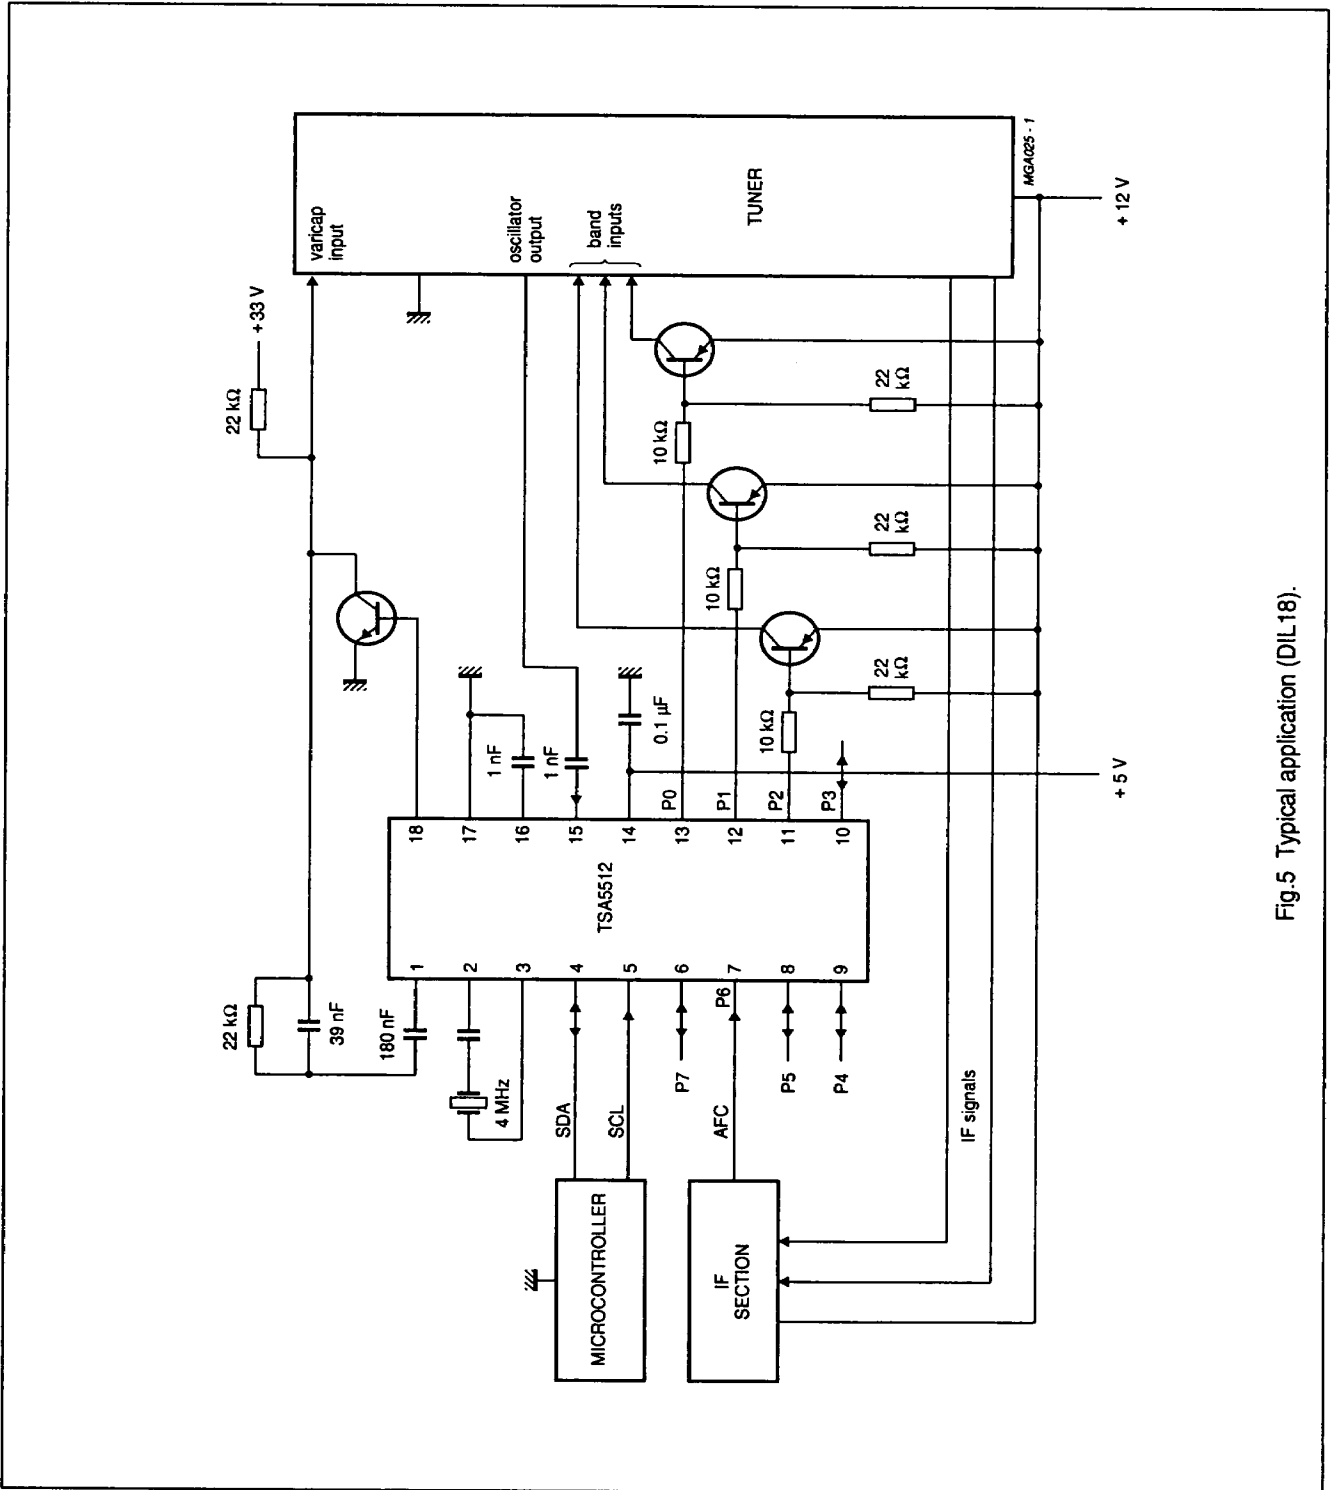 22 kΩ
+ 33 V
varicap
input
oscillator
output
band
inputs
TUNER
MGA025 - 1
+ 12 V
22 kΩ
39 nF
180 nF
4 MHz
1
2
3
4
5
6
7
8
9
18
17
16
15
14
13
12
11
10
TSA5512
1 nF
1 nF
0.1 µF
P0
P1
P2
P3
10 kΩ
10 kΩ
10 kΩ
22
kΩ
22
kΩ
22
kΩ
+ 5 V
SDA
SCL
P7
AFC
P6
P5
P4
MICROCONTROLLER
IF
SECTION
IF signals
Fig.5 Typical application (DIL18).